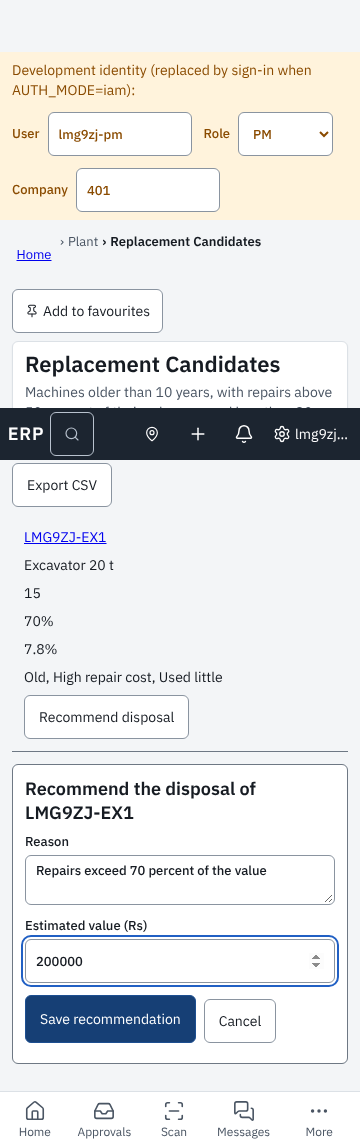 Development identity (replaced by sign-in when
AUTH_MODE=iam):
User lmg9zj-pm Role PM
Company 401
Home › Plant › Replacement Candidates
Add to favourites
Replacement Candidates
Machines older than 10 years, with repairs above
ERP lmg9zj...
Export CSV
LMG9ZJ-EX1
Excavator 20 t
15
70%
7.8%
Old, High repair cost, Used little
Recommend disposal
Recommend the disposal of
LMG9ZJ-EX1
Reason
Repairs exceed 70 percent of the value
Estimated value (Rs)
200000
Save recommendation Cancel
Home Approvals Scan Messages More